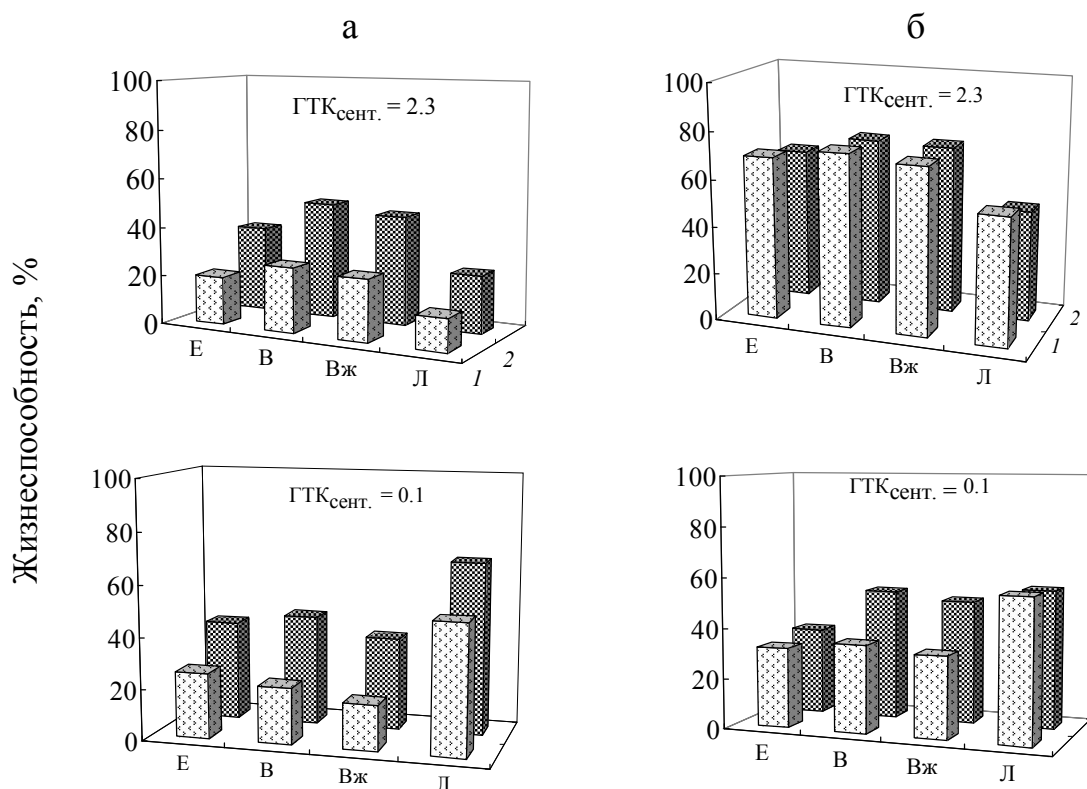 а
б
Жизнеспособность, %
100
80
60
40
20
0
ГТКсент. = 2.3
Е
В
Вж
Л
1
2
100
80
60
40
20
0
ГТКсент. = 2.3
Е
В
Вж
Л
1
2
100
80
60
40
20
0
ГТКсент. = 0.1
Е
В
Вж
Л
100
80
60
40
20
0
ГТКсент. = 0.1
Е
В
Вж
Л